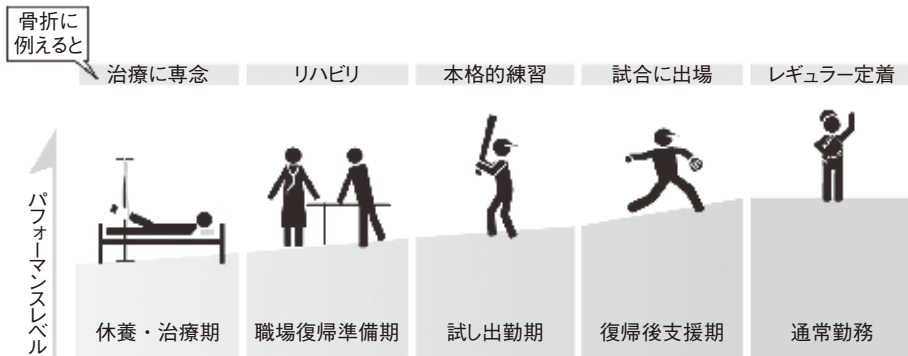 骨折に
例えると
治療に専念
リハビリ
本格的練習
試合に出場
レギュラー定着
パフォーマンスレベル
休養・治療期
職場復帰準備期
試し出勤期
復帰後支援期
通常勤務